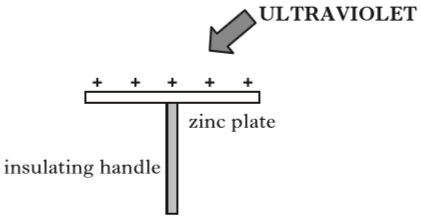 ULTRAVIOLET
+ + + + +
zinc plate
insulating handle